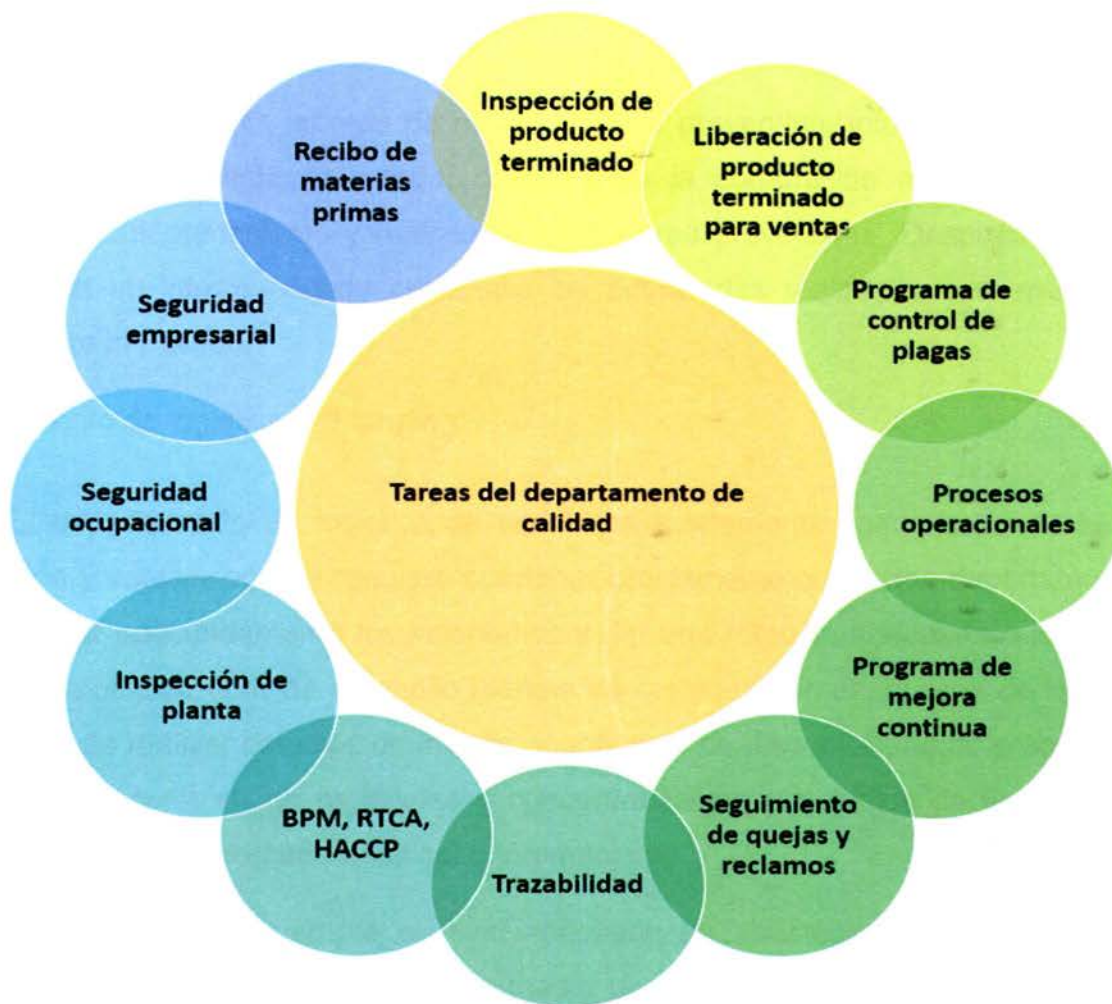 Inspección de
producto
terminado
Liberación de
producto
terminado
para ventas
Programa de
control de
plagas
Procesos
operacionales
Programa de
mejora
continua
Seguimiento
de quejas y
reclamos
Trazabilidad
BPM, RTCA,
HACCP
Inspección de
planta
Seguridad
ocupacional
Seguridad
empresarial
Recibo de
materias
primas
Tareas del departamento de
calidad